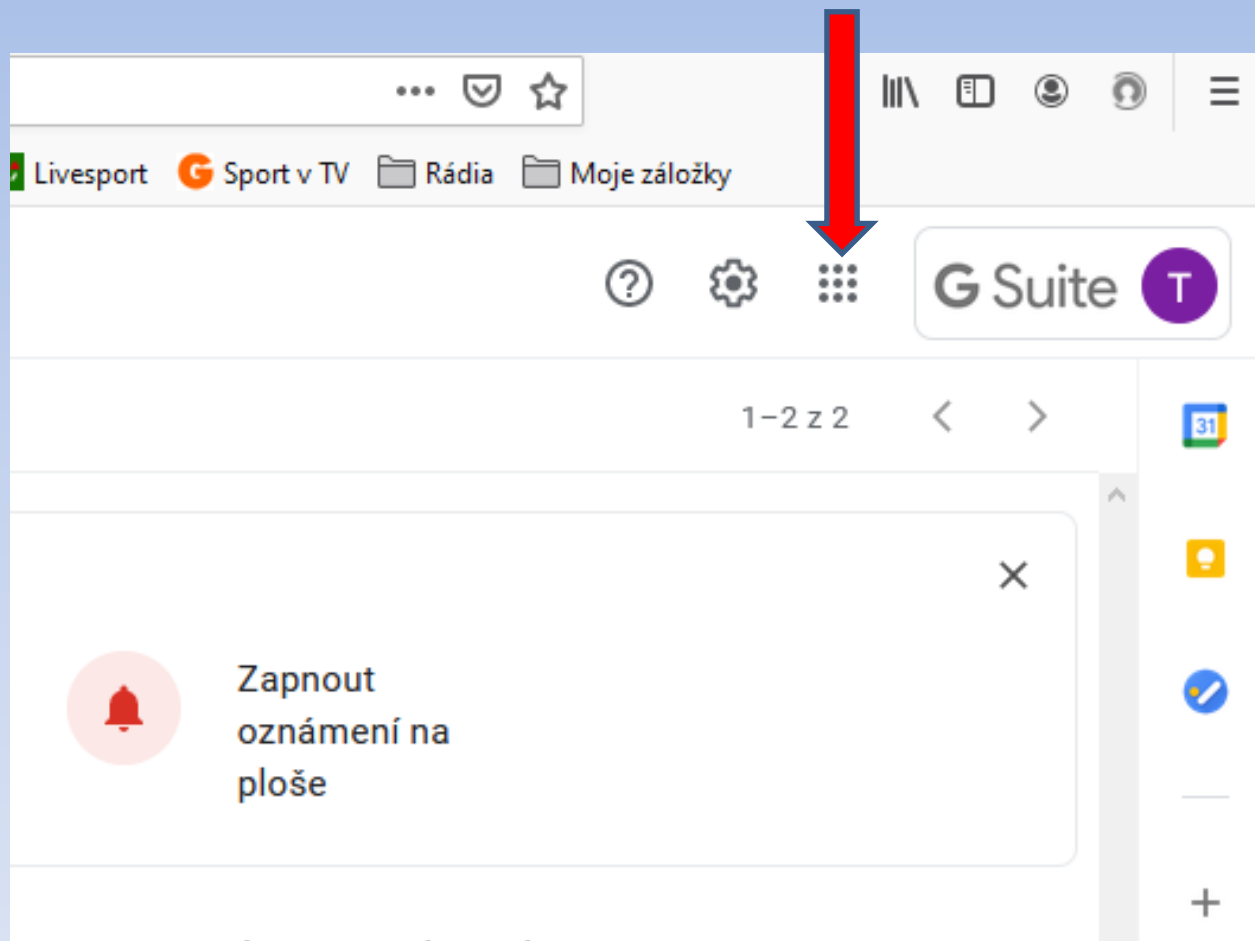 Livesport Sport v TV Rádia Moje záložky
G Suite T
1–2 z 2
31
Zapnout
oznámení na
ploše